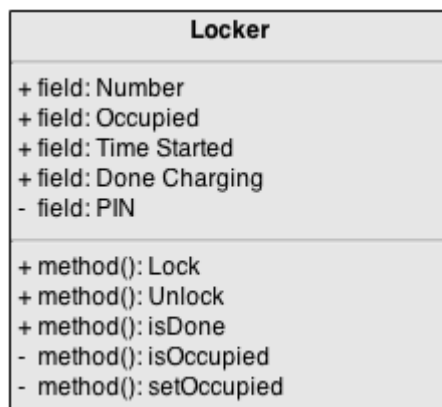 Locker
+ field: Number
+ field: Occupied
+ field: Time Started
+ field: Done Charging
- field: PIN
+ method(): Lock
+ method(): Unlock
+ method(): isDone
- method(): isOccupied
- method(): setOccupied